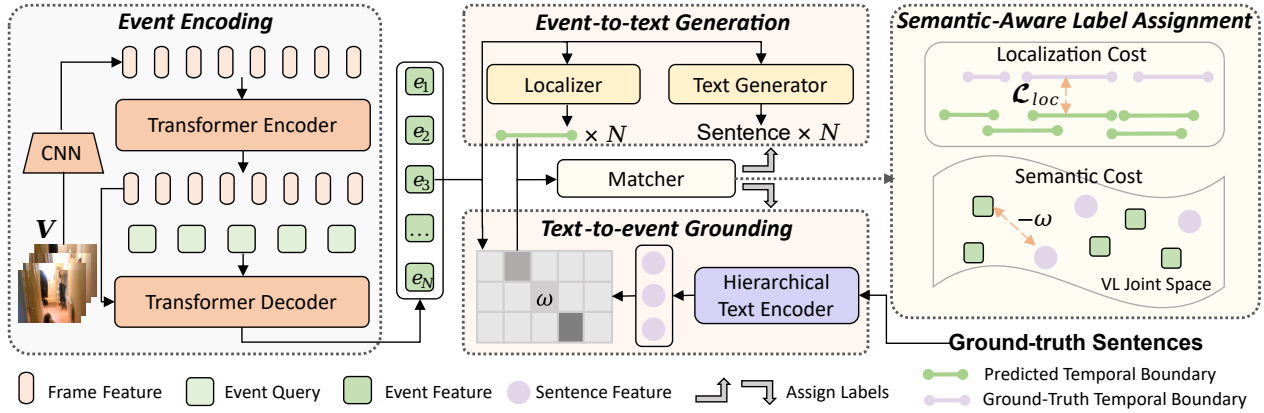 Event Encoding
Transformer Encoder
CNN
V
Transformer Decoder
e1
e2
e3
...
eN
Event-to-text Generation
Localizer
Text Generator
× N
Sentence × N
Matcher
Text-to-event Grounding
ω
Hierarchical
Text Encoder
Semantic-Aware Label Assignment
Localization Cost
𝓛loc
Semantic Cost
−ω
VL Joint Space
Ground-truth Sentences
Frame Feature
Event Query
Event Feature
Sentence Feature
Assign Labels
Predicted Temporal Boundary
Ground-Truth Temporal Boundary